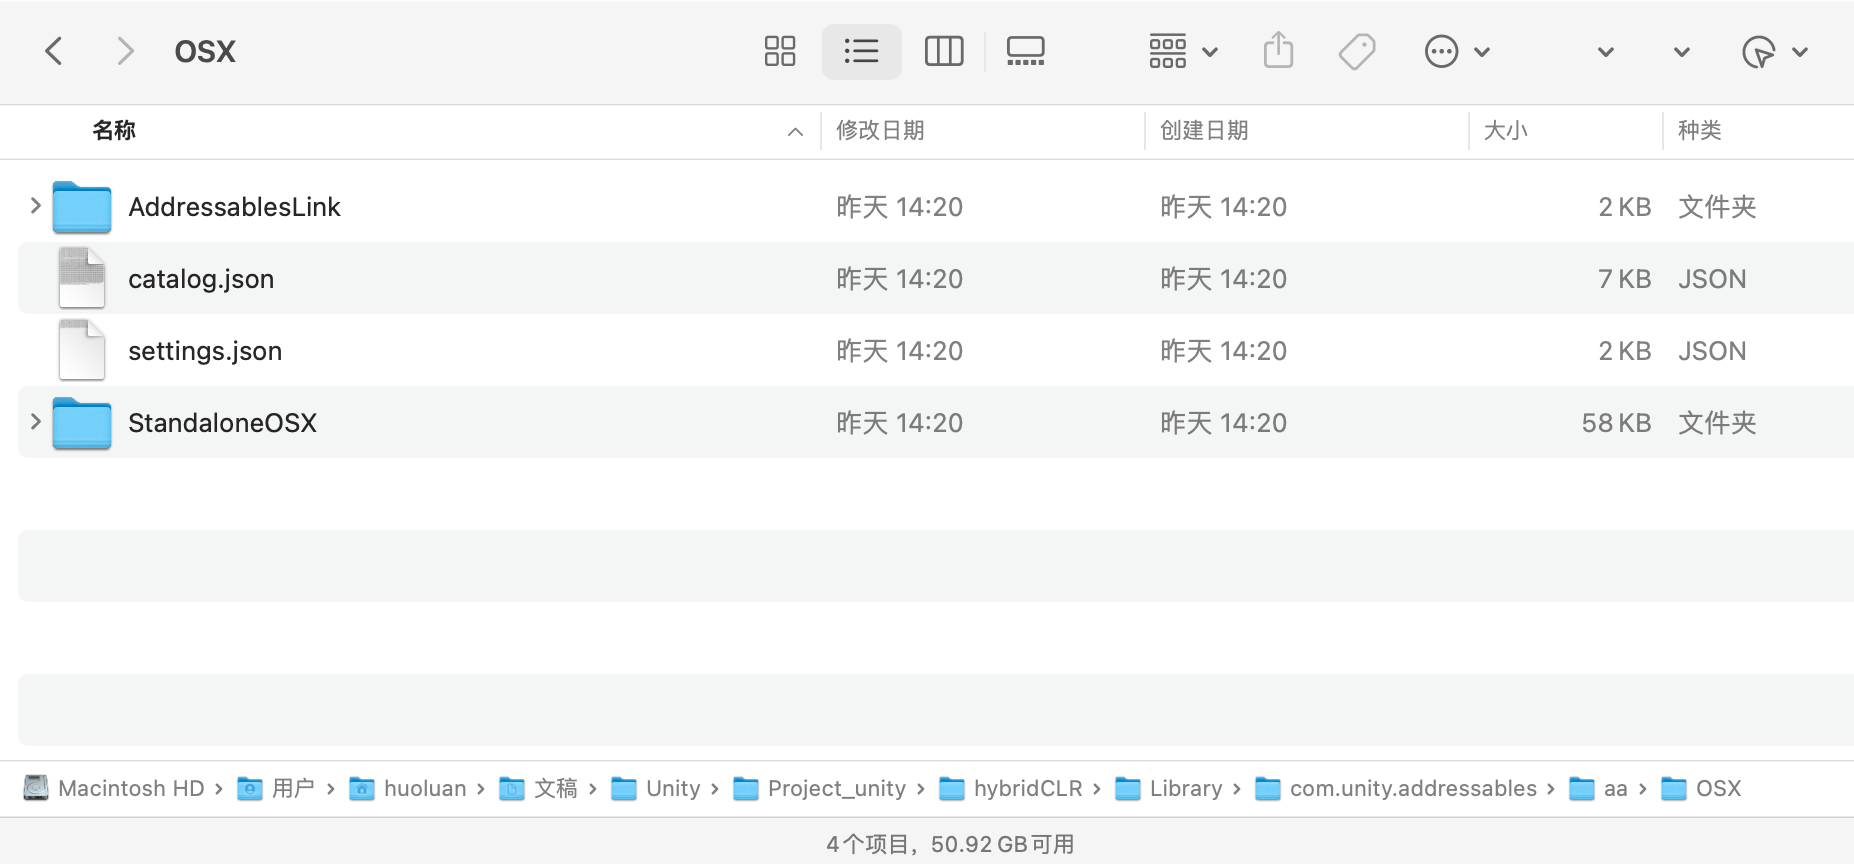 OSX
名称 修改日期 创建日期 大小 种类
AddressablesLink 昨天 14:20 昨天 14:20 2 KB 文件夹
catalog.json 昨天 14:20 昨天 14:20 7 KB JSON
settings.json 昨天 14:20 昨天 14:20 2 KB JSON
StandaloneOSX 昨天 14:20 昨天 14:20 58 KB 文件夹
Macintosh HD › 用户 › huoluan › 文稿 › Unity › Project_unity › hybridCLR › Library › com.unity.addressables › aa › OSX
4个项目，50.92 GB可用